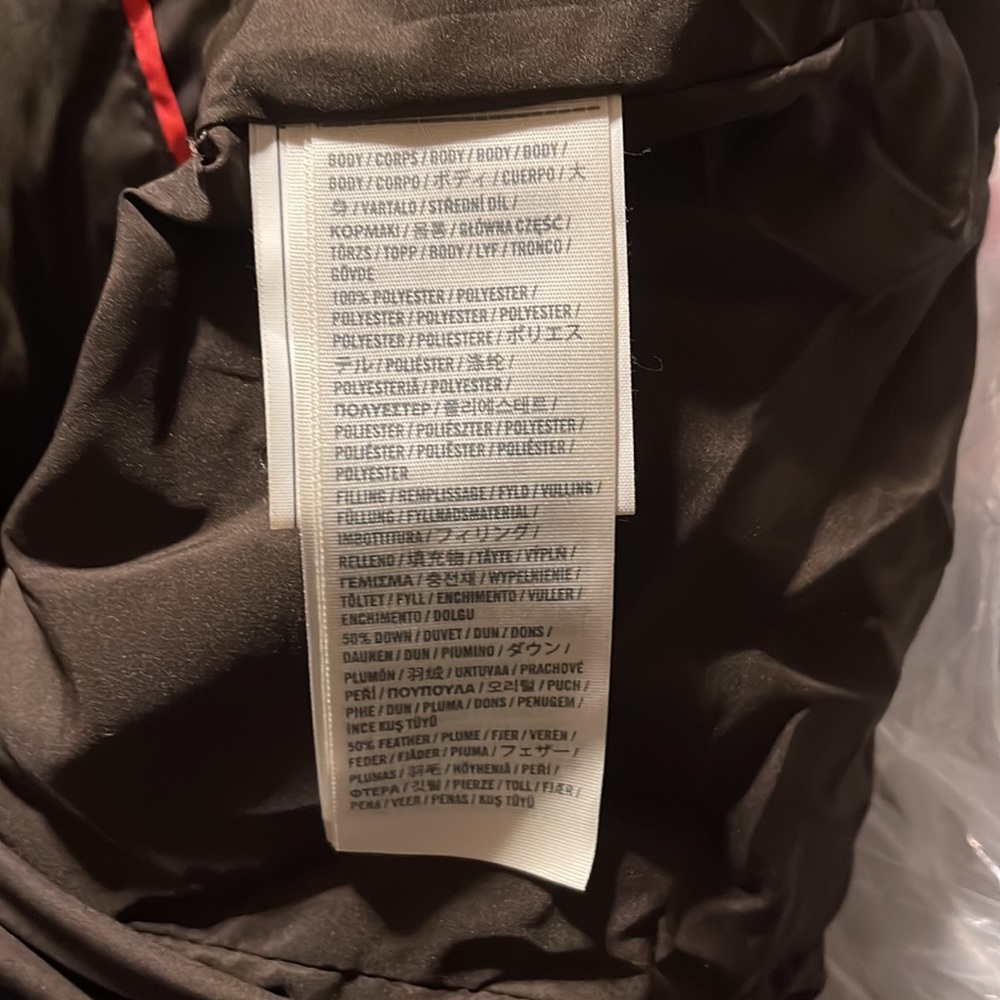 BODY / CORPS / BODY / BODY / BODY /
BODY / CORPO / ボディ / CUERPO / 大
身 / VARTALO / STŘEDNÍ DÍL /
ΚΟΡΜΑΚΙ / 몸통 / GŁÓWNA CZĘŚĆ /
TÖRZS / TOPP / BODY / LYF / TRONCO /
GÖVDE
100% POLYESTER / POLYESTER /
POLYESTER / POLYESTER / POLYESTER /
POLYESTER / POLIESTERE / ポリエス
テル / POLIÉSTER / 涤纶 /
POLYESTERIÄ / POLYESTER /
ΠΟΛΥΕΣΤΕΡ / 폴리에스테르 /
POLIESTER / POLIÉSZTER / POLYESTER /
POLIÉSTER / POLIËSTER / POLIÉSTER /
POLYESTER
FILLING / REMPLISSAGE / FYLD / VULLING /
FÜLLUNG / FYLLNADSMATERIAL /
IMBOTTITURA / フィリング /
RELLENO / 填充物 / TÄYTE / VÝPLŇ /
ΓΕΜΙΣΜΑ / 충전재 / WYPEŁNIENIE /
TÖLTET / FYLL / ENCHIMENTO / VULLER /
ENCHIMENTO / DOLGU
50% DOWN / DUVET / DUN / DONS /
DAUNEN / DUN / PIUMINO / ダウン /
PLUMÓN / 羽绒 / UNTUVAA / PRACHOVÉ
PEŘÍ / ΠΟΥΠΟΥΛΑ / 오리털 / PUCH /
PIHE / DUN / PLUMA / DONS / PENUGEM /
İNCE KUŞ TÜYÜ
50% FEATHER / PLUME / FJER / VEREN /
FEDER / FJÄDER / PIUMA / フェザー /
PLUMAS / 羽毛 / HÖYHENIÄ / PEŘÍ /
ΦΤΕΡΑ / 깃털 / PIERZE / TOLL / FJÆR /
PENA / VEER / PENAS / KUŞ TÜYÜ